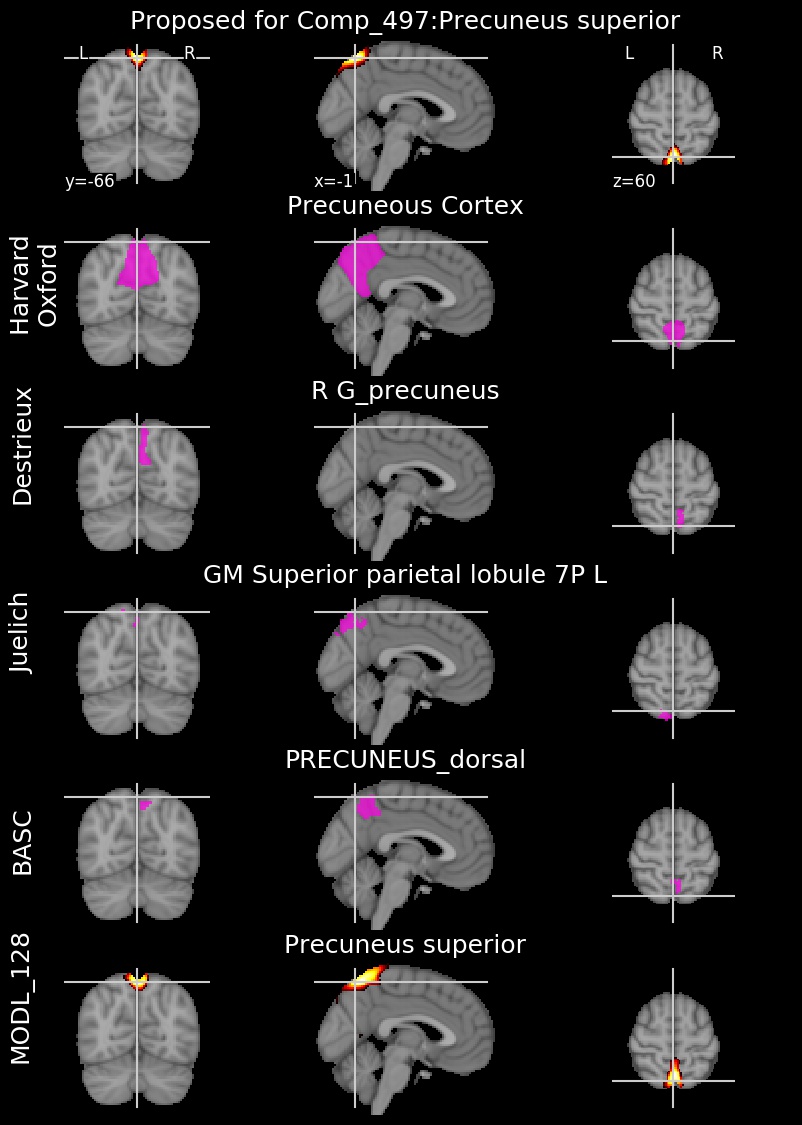 Proposed for Comp_497:Precuneus superior
L R
L R
y=-66
x=-1
z=60
Precuneous Cortex
Harvard
Oxford
R G_precuneus
Destrieux
GM Superior parietal lobule 7P L
Juelich
PRECUNEUS_dorsal
BASC
Precuneus superior
MODL_128